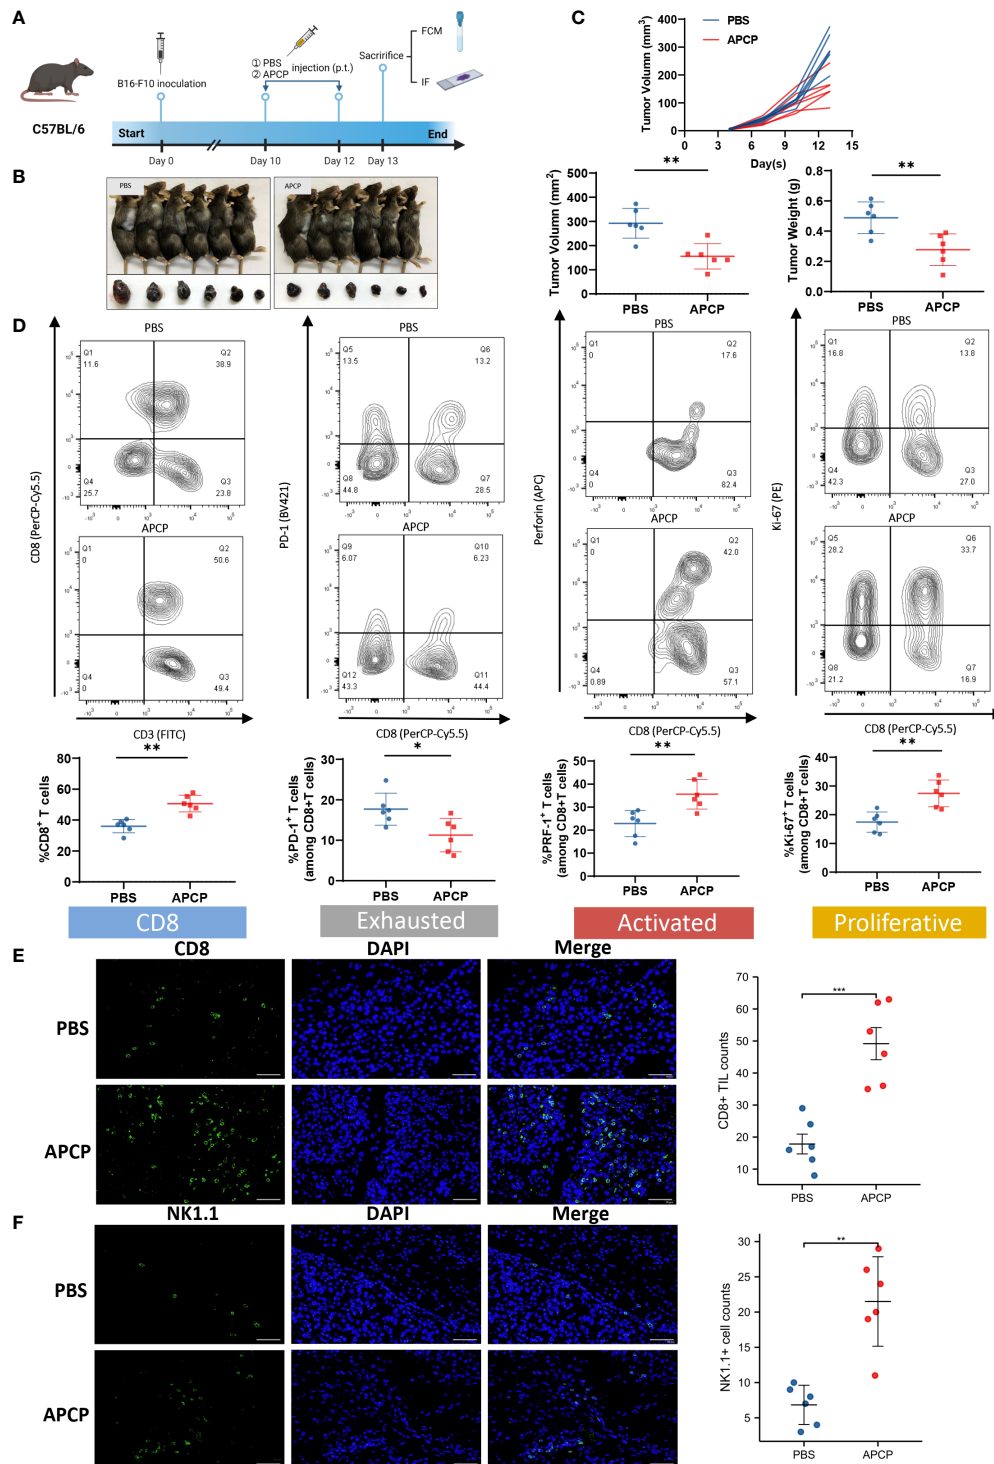 A
B16-F10 inoculation
① PBS
② APCP
injection (p.t.)
Sacririfice
FCM
IF
C57BL/6
Start
End
Day 0
Day 10
Day 12
Day 13
B
PBS
APCP
C
Tumor Volumn (mm³)
400
300
200
100
0
0
3
6
9
12
15
Day(s)
PBS
APCP
Tumor Volumn (mm²)
500
400
300
200
100
0
**
PBS
APCP
Tumor Weight (g)
0.8
0.6
0.4
0.2
0.0
**
PBS
APCP
D
PBS
Q1
11.6
Q2
38.9
Q4
25.7
Q3
23.8
APCP
Q1
0
Q2
50.6
Q4
0
Q3
49.4
CD8 (PerCP-Cy5.5)
CD3 (FITC)
PBS
Q5
13.5
Q6
13.2
Q8
44.8
Q7
28.5
APCP
Q9
6.07
Q10
6.23
Q12
43.3
Q11
44.4
PD-1 (BV421)
CD8 (PerCP-Cy5.5)
PBS
Q1
0
Q2
17.6
Q4
0
Q3
82.4
APCP
Q1
0
Q2
42.0
Q4
0.89
Q3
57.1
Perforin (APC)
CD8 (PerCP-Cy5.5)
PBS
Q1
16.8
Q2
13.8
Q4
42.3
Q3
27.0
APCP
Q5
28.2
Q6
33.7
Q8
21.2
Q7
16.9
Ki-67 (PE)
CD8 (PerCP-Cy5.5)
%CD8⁺ T cells
80
60
40
20
0
**
PBS
APCP
CD8
%PD-1⁺ T cells
(among CD8+T cells)
30
20
10
0
*
PBS
APCP
Exhausted
%PRF-1⁺ T cells
(among CD8+T cells)
50
40
30
20
10
0
**
PBS
APCP
Activated
%Ki-67⁺ T cells
(among CD8+T cells)
40
30
20
10
0
**
PBS
APCP
Proliferative
E
CD8
DAPI
Merge
PBS
APCP
CD8+ TIL counts
70
60
50
40
30
20
10
***
PBS
APCP
F
NK1.1
DAPI
Merge
PBS
APCP
NK1.1+ cell counts
30
25
20
15
10
5
**
PBS
APCP